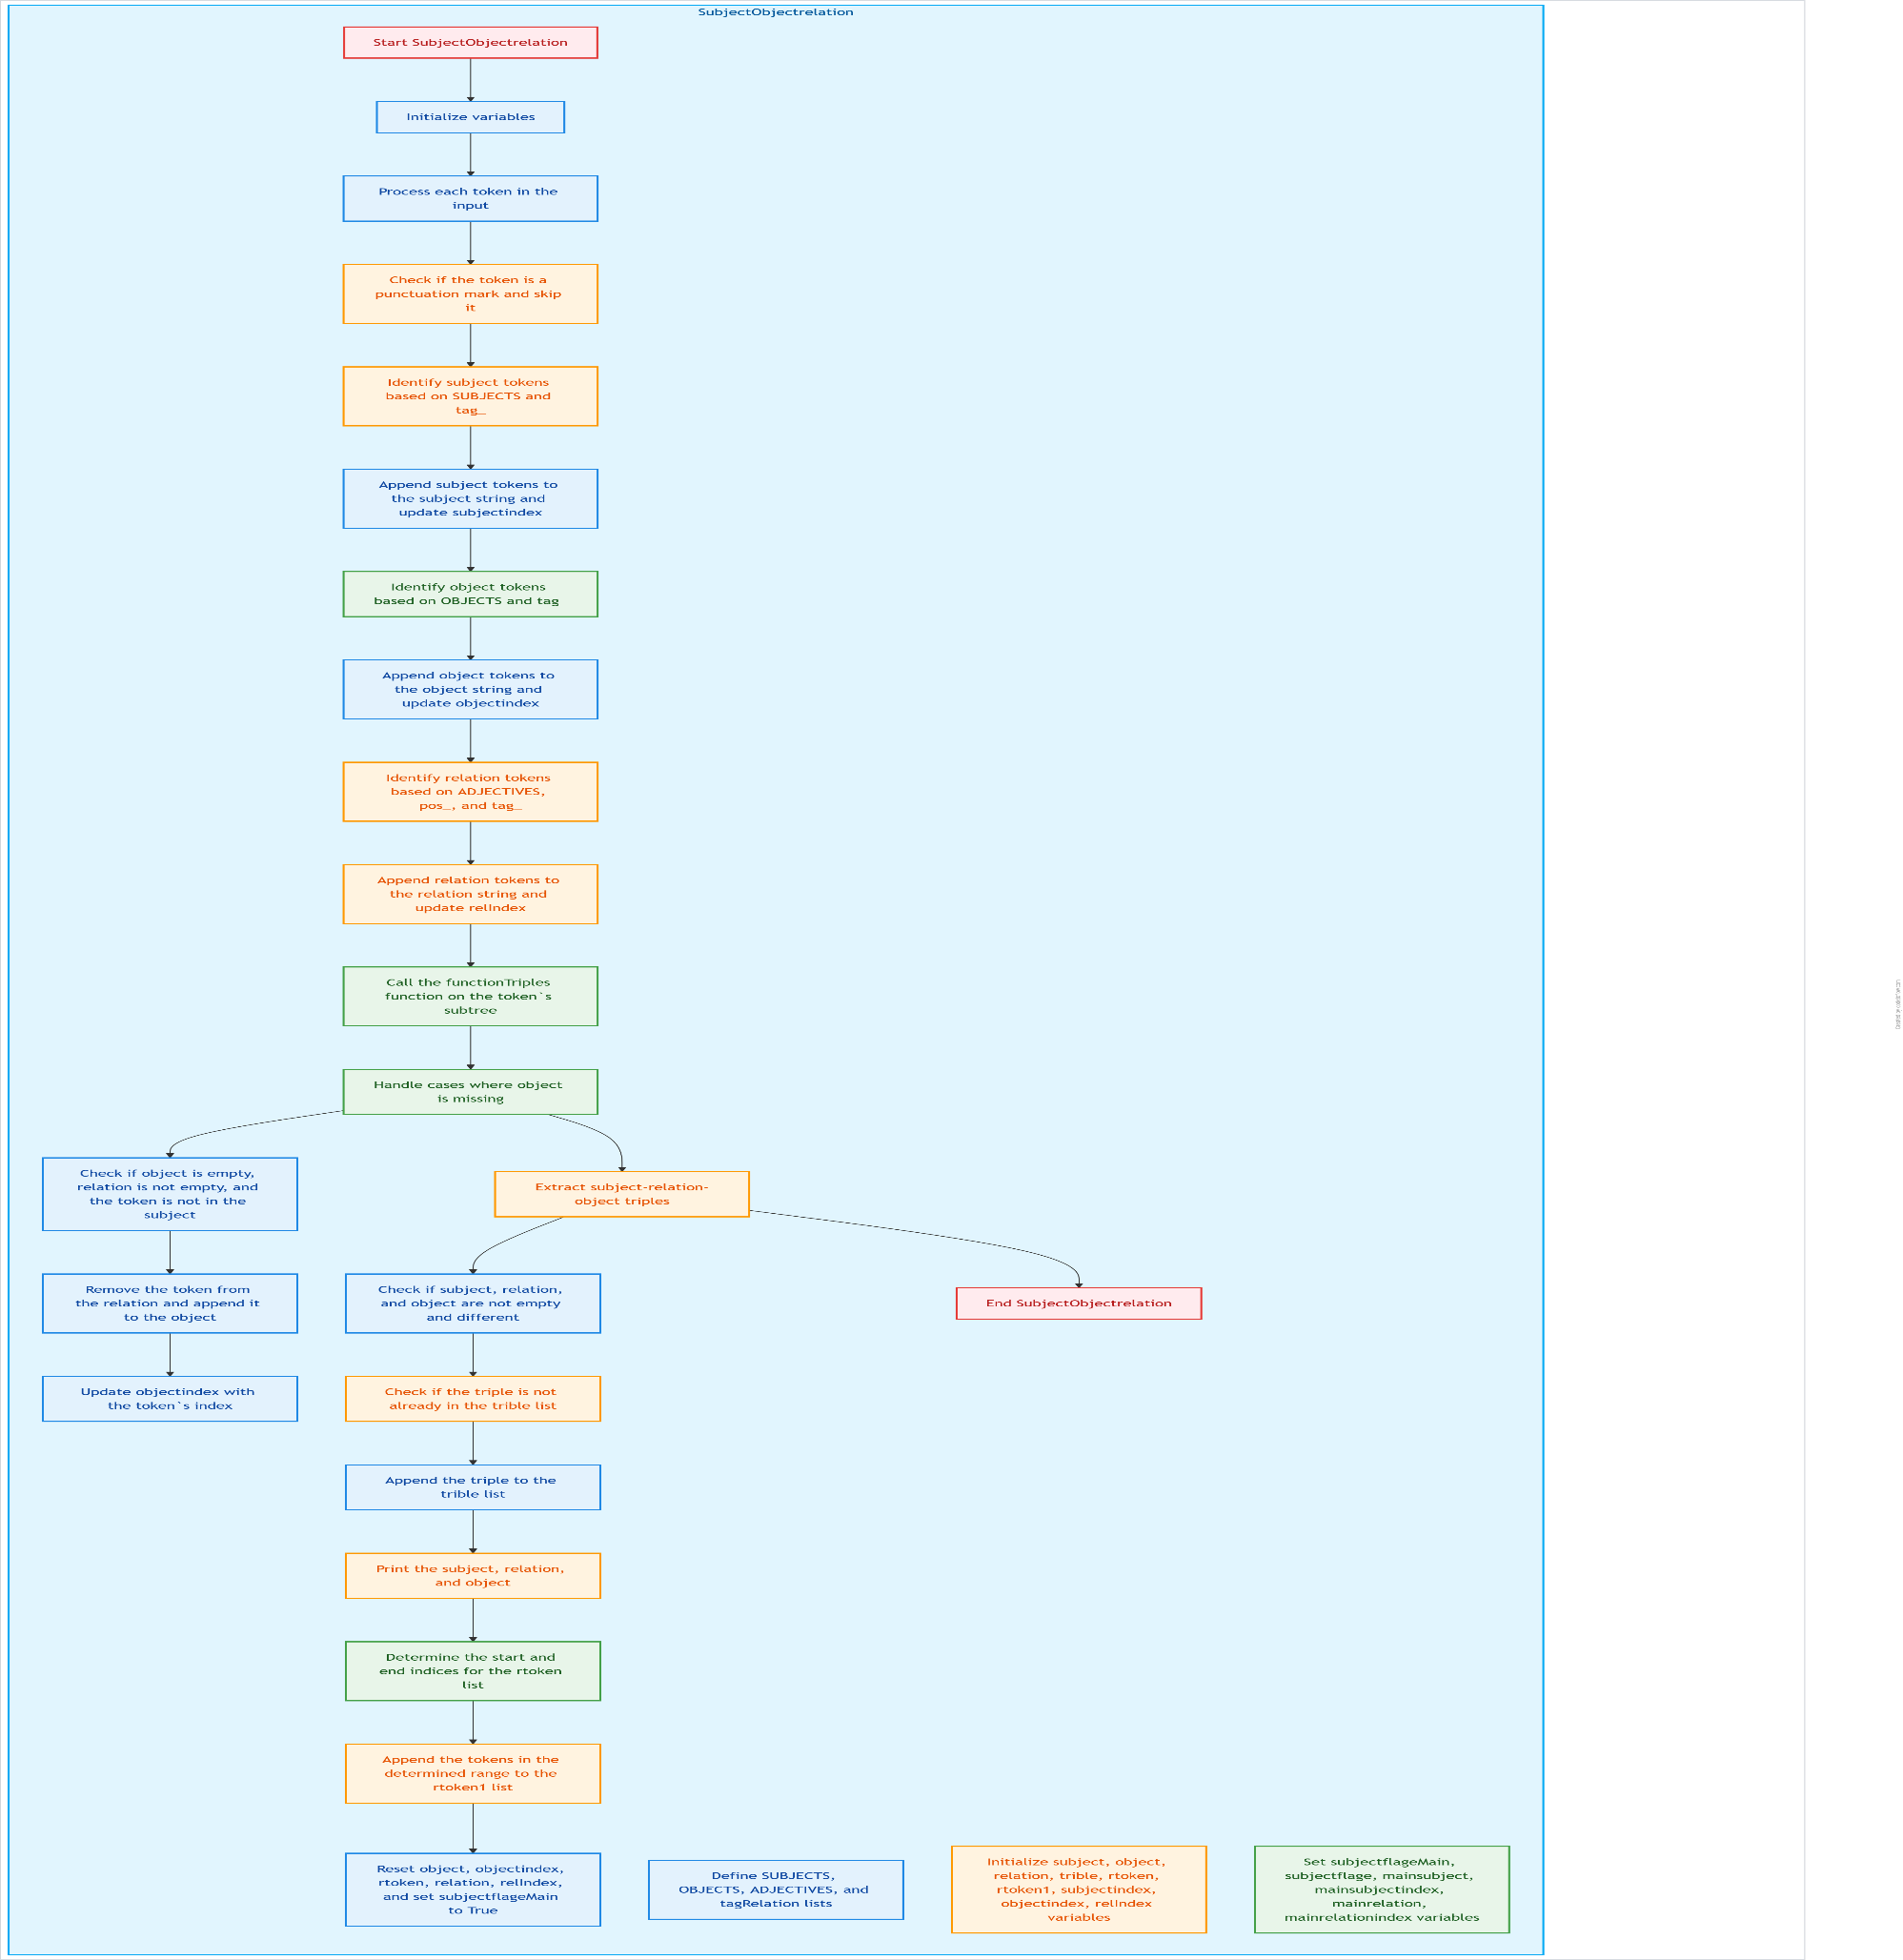 SubjectObjectrelation
Start SubjectObjectrelation
Initialize variables
Process each token in the
input
Check if the token is a
punctuation mark and skip
it
Identify subject tokens
based on SUBJECTS and
tag_
Append subject tokens to
the subject string and
update subjectindex
Identify object tokens
based on OBJECTS and tag
Append object tokens to
the object string and
update objectindex
Identify relation tokens
based on ADJECTIVES,
pos_, and tag_
Append relation tokens to
the relation string and
update relIndex
Call the functionTriples
function on the token`s
subtree
Handle cases where object
is missing
Check if object is empty,
relation is not empty, and
the token is not in the
subject
Extract subject-relation-
object triples
Remove the token from
the relation and append it
to the object
Check if subject, relation,
and object are not empty
and different
End SubjectObjectrelation
Update objectindex with
the token`s index
Check if the triple is not
already in the trible list
Append the triple to the
trible list
Print the subject, relation,
and object
Determine the start and
end indices for the rtoken
list
Append the tokens in the
determined range to the
rtoken1 list
Reset object, objectindex,
rtoken, relation, relIndex,
and set subjectflageMain
to True
Define SUBJECTS,
OBJECTS, ADJECTIVES, and
tagRelation lists
Initialize subject, object,
relation, trible, rtoken,
rtoken1, subjectindex,
objectindex, relIndex
variables
Set subjectflageMain,
subjectflage, mainsubject,
mainsubjectindex,
mainrelation,
mainrelationindex variables